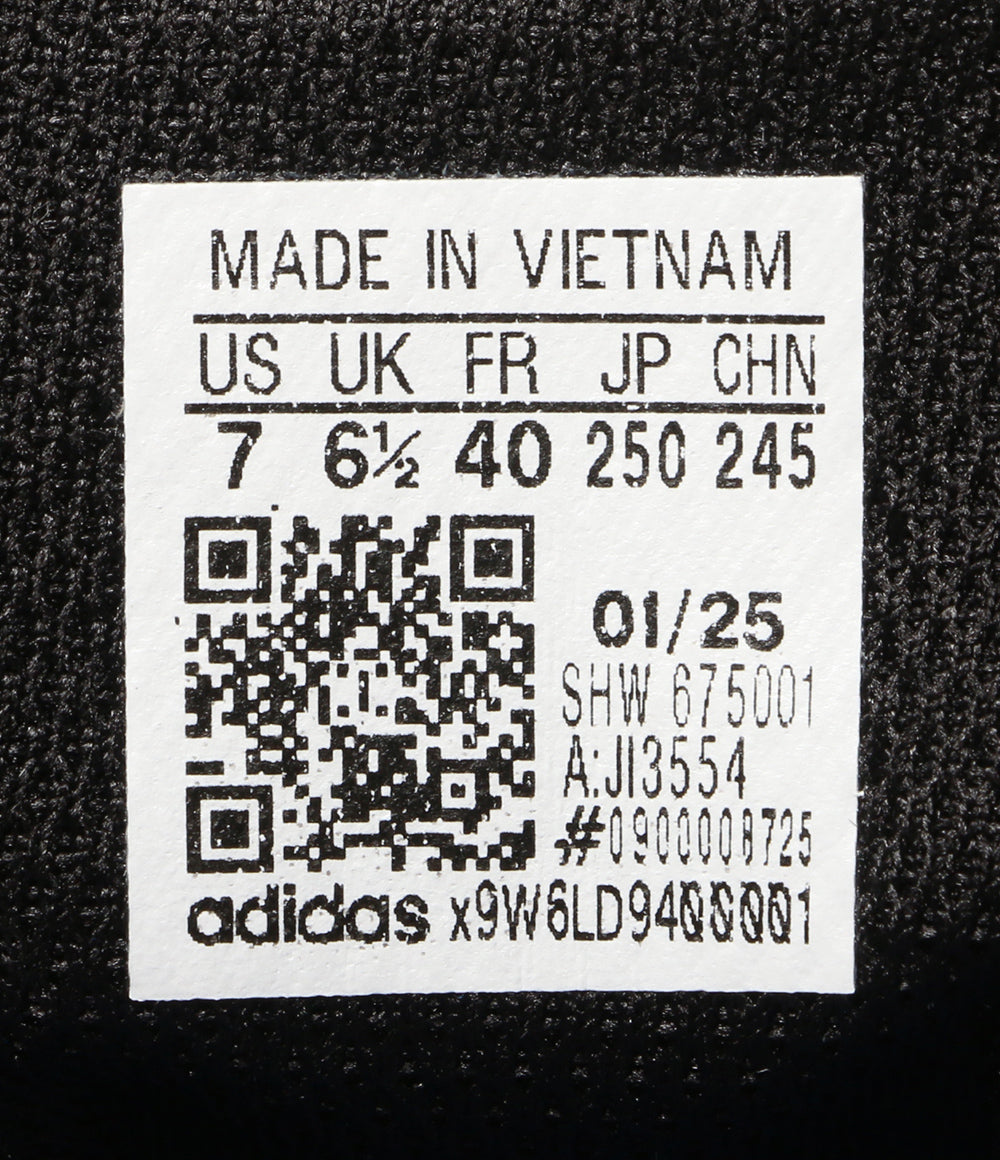 MADE IN VIETNAM
US UK FR JP CHN
7 6½ 40 250 245
01/25
SHW 675001
A:JI3554
#0900008725
adidas